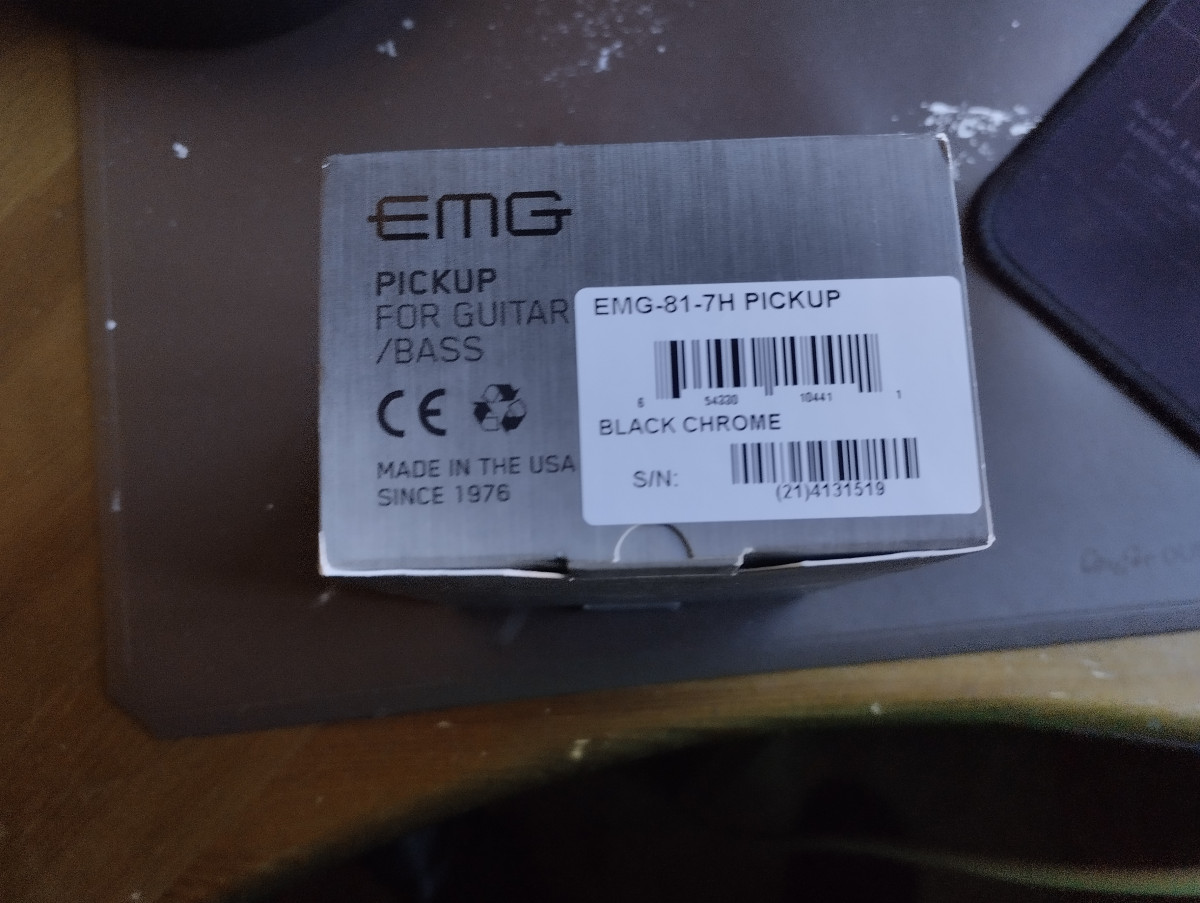 EMG
PICKUP
FOR GUITAR
/BASS
CE
MADE IN THE USA
SINCE 1976
EMG-81-7H PICKUP
6 54330 10441 1
BLACK CHROME
S/N:
(21)4131519